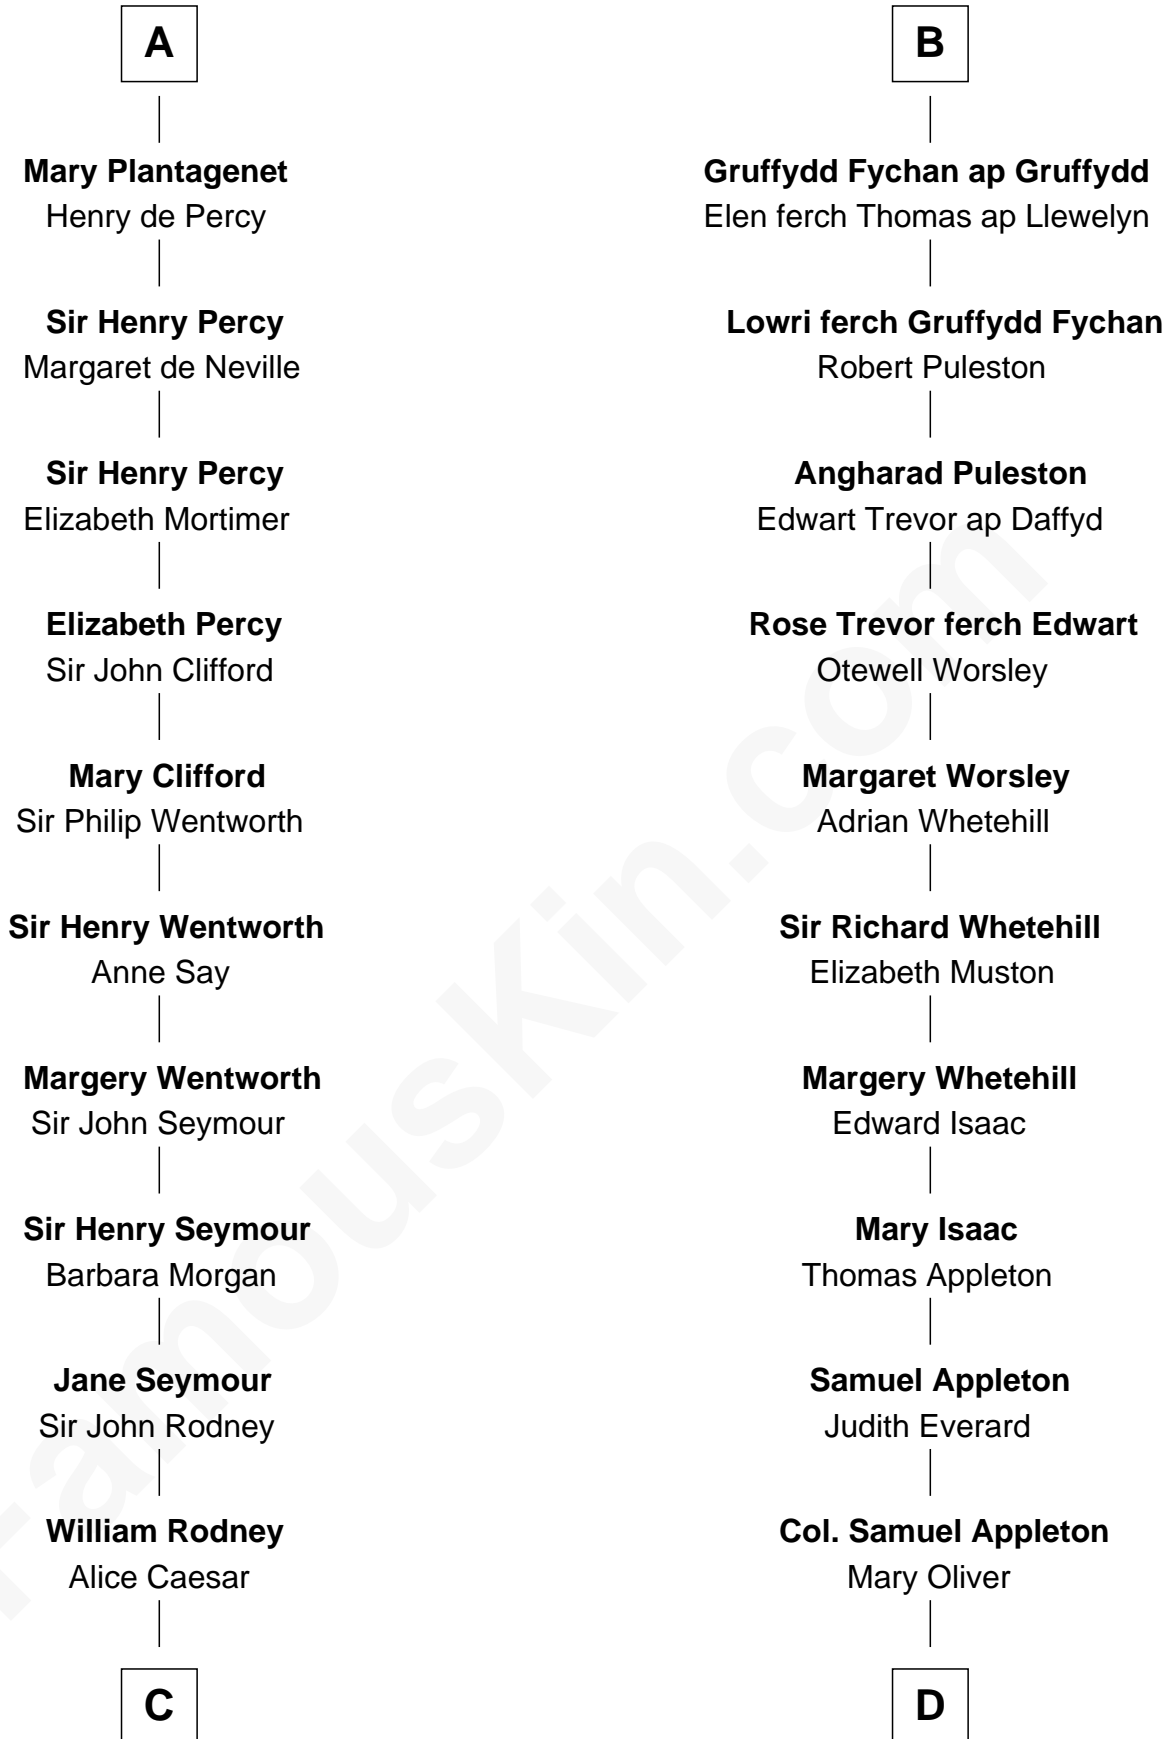 A
Mary Plantagenet
Henry de Percy
Sir Henry Percy
Margaret de Neville
Sir Henry Percy
Elizabeth Mortimer
Elizabeth Percy
Sir John Clifford
Mary Clifford
Sir Philip Wentworth
Sir Henry Wentworth
Anne Say
Margery Wentworth
Sir John Seymour
Sir Henry Seymour
Barbara Morgan
Jane Seymour
Sir John Rodney
William Rodney
Alice Caesar
C
B
Gruffydd Fychan ap Gruffydd
Elen ferch Thomas ap Llewelyn
Lowri ferch Gruffydd Fychan
Robert Puleston
Angharad Puleston
Edwart Trevor ap Daffyd
Rose Trevor ferch Edwart
Otewell Worsley
Margaret Worsley
Adrian Whetehill
Sir Richard Whetehill
Elizabeth Muston
Margery Whetehill
Edward Isaac
Mary Isaac
Thomas Appleton
Samuel Appleton
Judith Everard
Col. Samuel Appleton
Mary Oliver
D
FamousKin.com